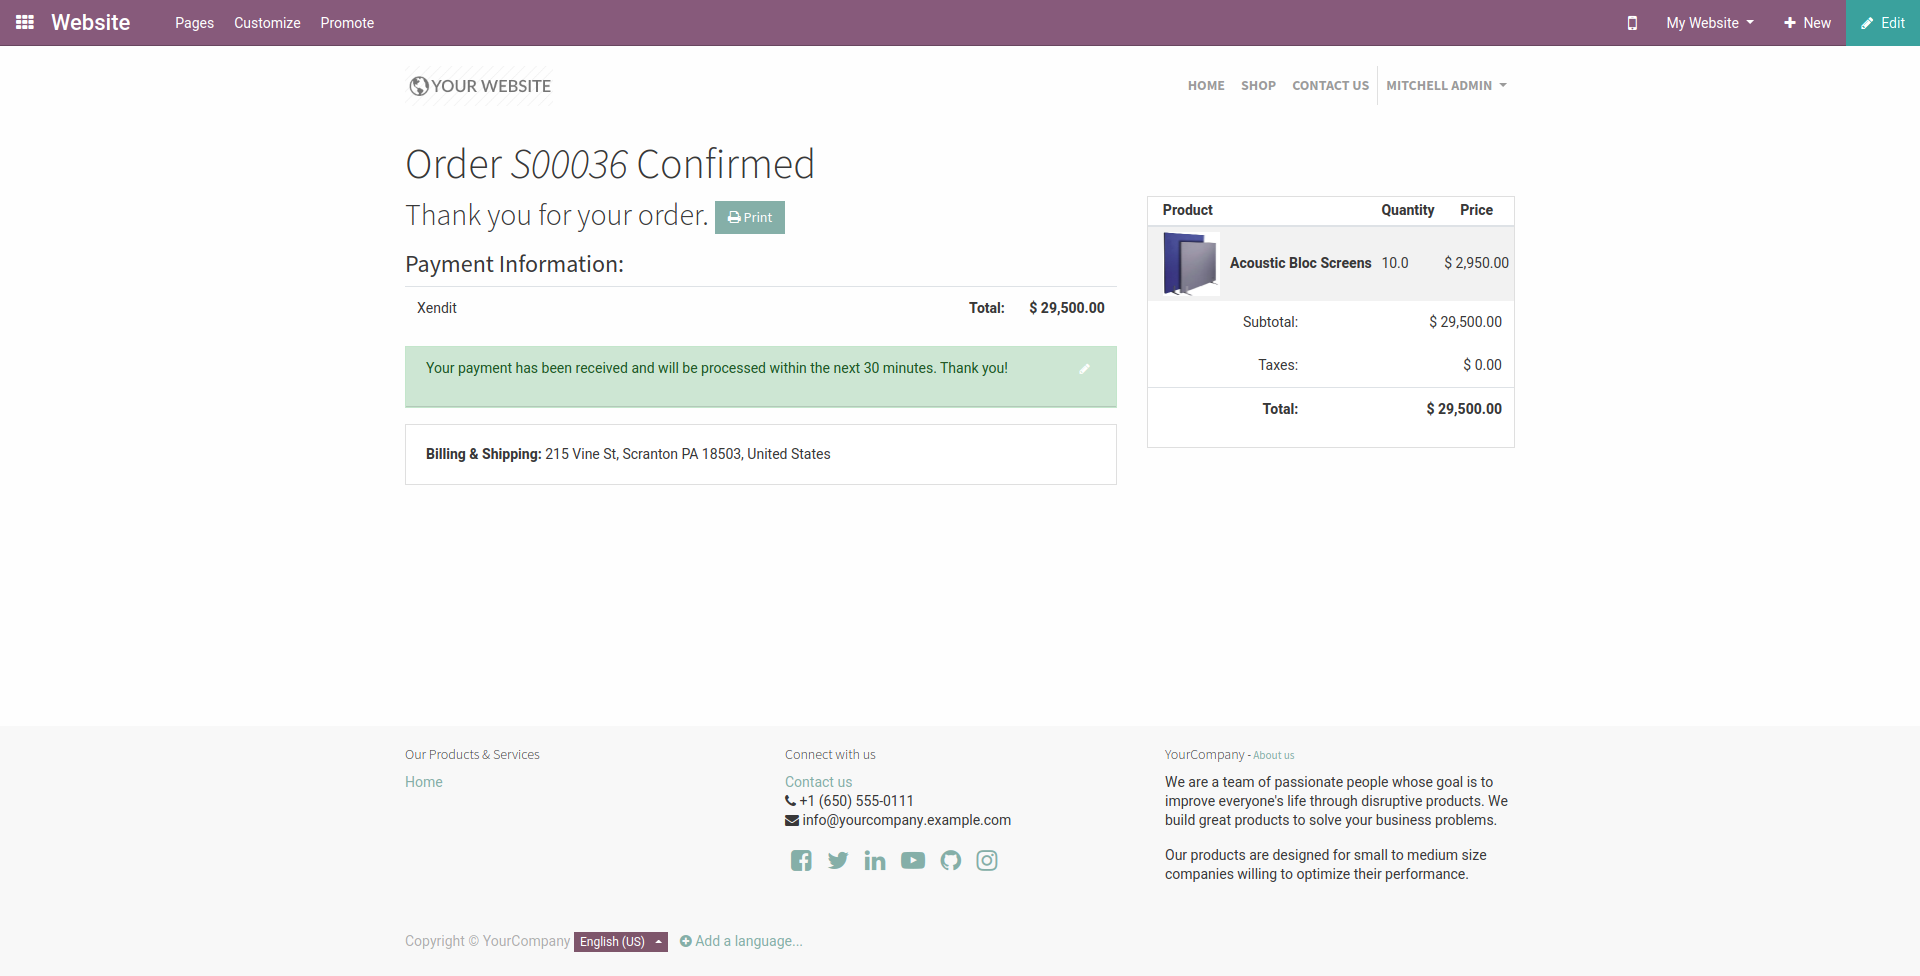 Website Pages Customize Promote My Website New Edit
YOUR WEBSITE HOME SHOP CONTACT US MITCHELL ADMIN
Order S00036 Confirmed
Thank you for your order. Print
Payment Information:
Xendit Total: $ 29,500.00
Your payment has been received and will be processed within the next 30 minutes. Thank you!
Billing & Shipping: 215 Vine St, Scranton PA 18503, United States
Product Quantity Price
Acoustic Bloc Screens 10.0 $ 2,950.00
Subtotal: $ 29,500.00
Taxes: $ 0.00
Total: $ 29,500.00
Our Products & Services
Home
Connect with us
Contact us
+1 (650) 555-0111
info@yourcompany.example.com
YourCompany - About us
We are a team of passionate people whose goal is to
improve everyone's life through disruptive products. We
build great products to solve your business problems.
Our products are designed for small to medium size
companies willing to optimize their performance.
Copyright © YourCompany English (US) Add a language...